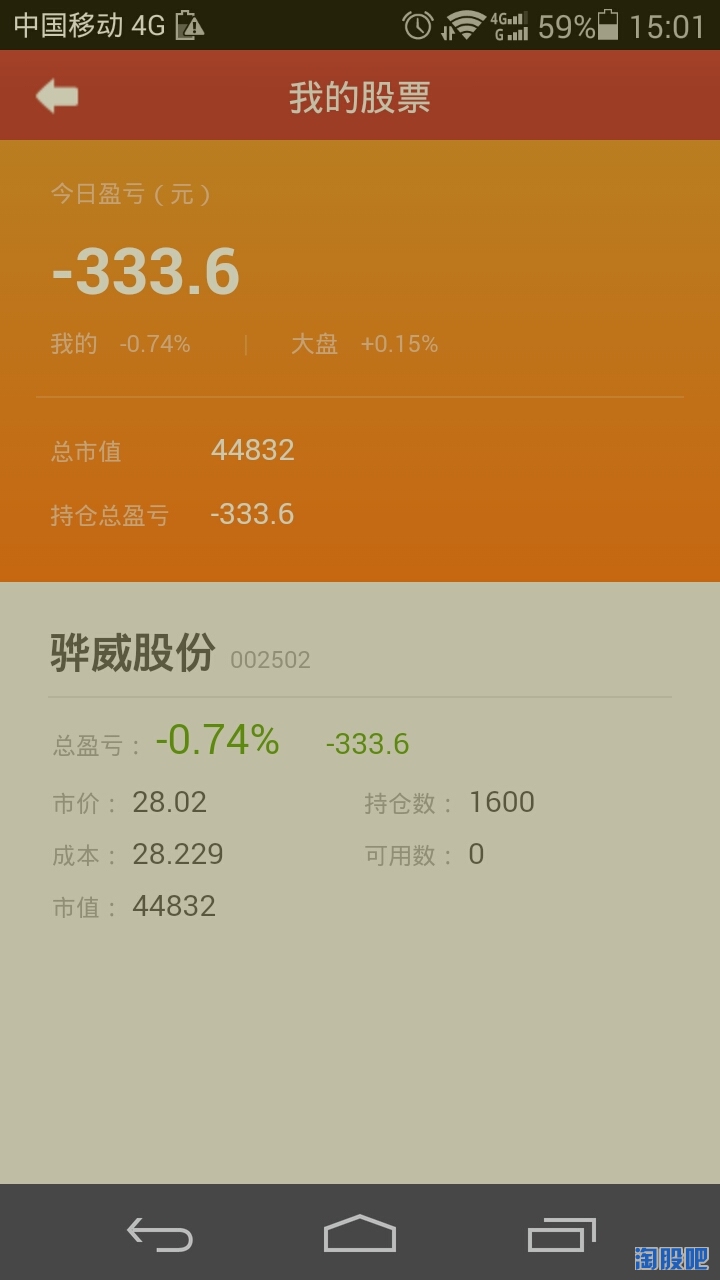 中国移动 4G 4G G 59% 15:01
我的股票
今日盈亏（元）
-333.6
我的 -0.74% | 大盘 +0.15%
总市值 44832
持仓总盈亏 -333.6
骅威股份 002502
总盈亏： -0.74% -333.6
市价： 28.02 持仓数： 1600
成本： 28.229 可用数： 0
市值： 44832
淘股吧